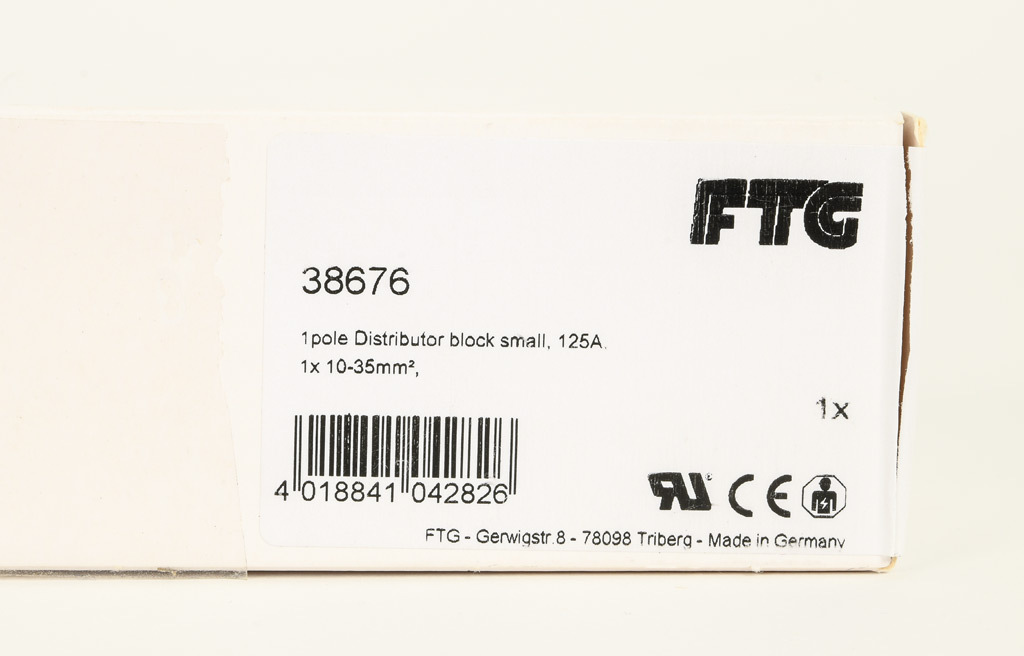 FTG
38676
1pole Distributor block small, 125A,
1x 10-35mm²,
1x
4 018841 042826
RU® CE
FTG - Gerwigstr.8 - 78098 Triberg - Made in Germany